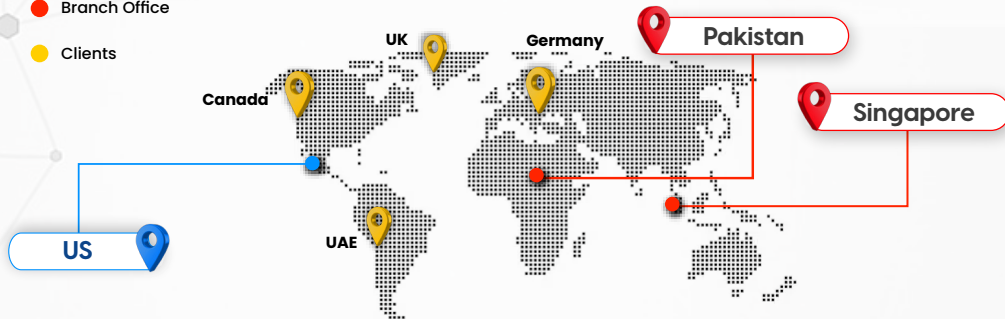 Branch Office
Clients
UK
Germany
Pakistan
Canada
Singapore
UAE
US